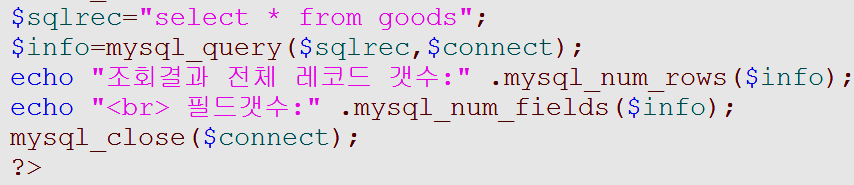 $sqlrec="select * from goods";
$info=mysql_query($sqlrec,$connect);
echo "조회결과 전체 레코드 갯수:" .mysql_num_rows($info);
echo "<br> 필드갯수:" .mysql_num_fields($info);
mysql_close($connect);
?>